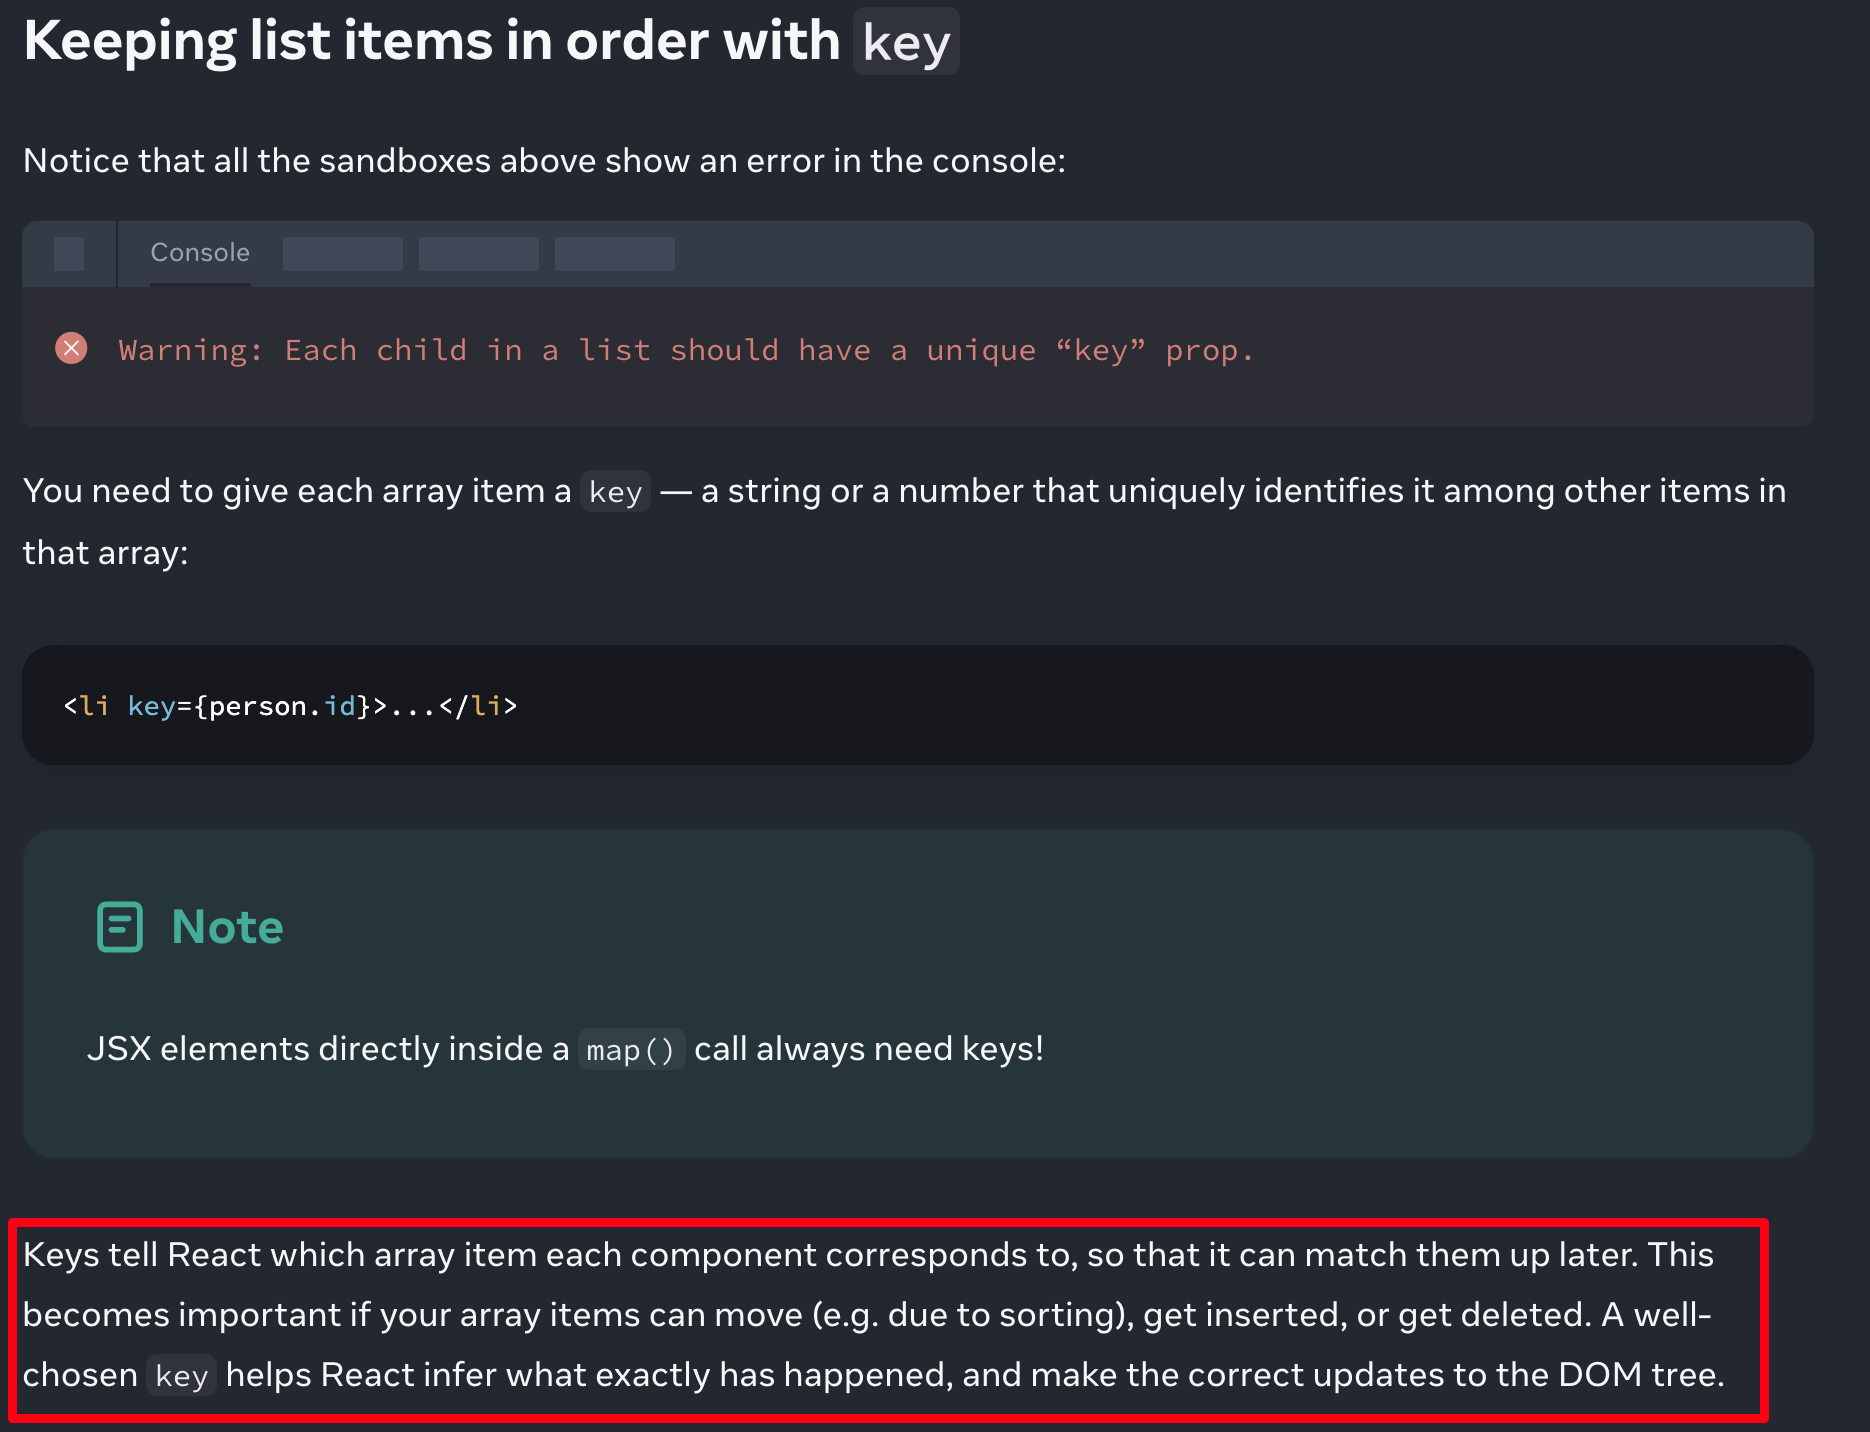 Keeping list items in order with key
Notice that all the sandboxes above show an error in the console:
Console
Warning: Each child in a list should have a unique “key” prop.
You need to give each array item a key — a string or a number that uniquely identifies it among other items in
that array:
<li key={person.id}>...</li>
Note
JSX elements directly inside a map() call always need keys!
Keys tell React which array item each component corresponds to, so that it can match them up later. This
becomes important if your array items can move (e.g. due to sorting), get inserted, or get deleted. A well-
chosen key helps React infer what exactly has happened, and make the correct updates to the DOM tree.